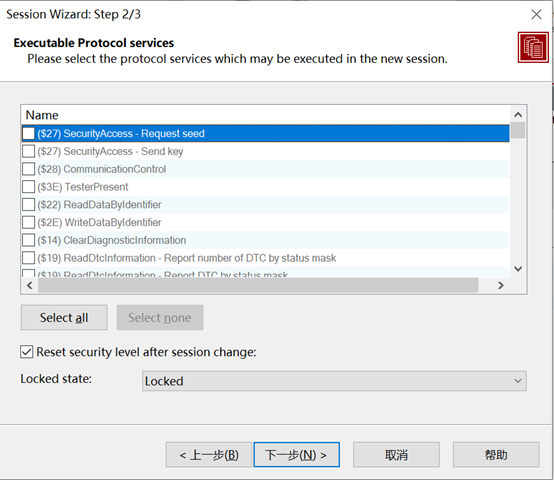 Session Wizard: Step 2/3
Executable Protocol services
Please select the protocol services which may be executed in the new session.
Name
($27) SecurityAccess - Request seed
($27) SecurityAccess - Send key
($28) CommunicationControl
($3E) TesterPresent
($22) ReadDataByIdentifier
($2E) WriteDataByIdentifier
($14) ClearDiagnosticInformation
($19) ReadDtcInformation - Report number of DTC by status mask
($19) ReadDtcInformation - Report DTC by status mask
Select all
Select none
Reset security level after session change:
Locked state:
Locked
< 上一步(B)
下一步(N) >
取消
帮助